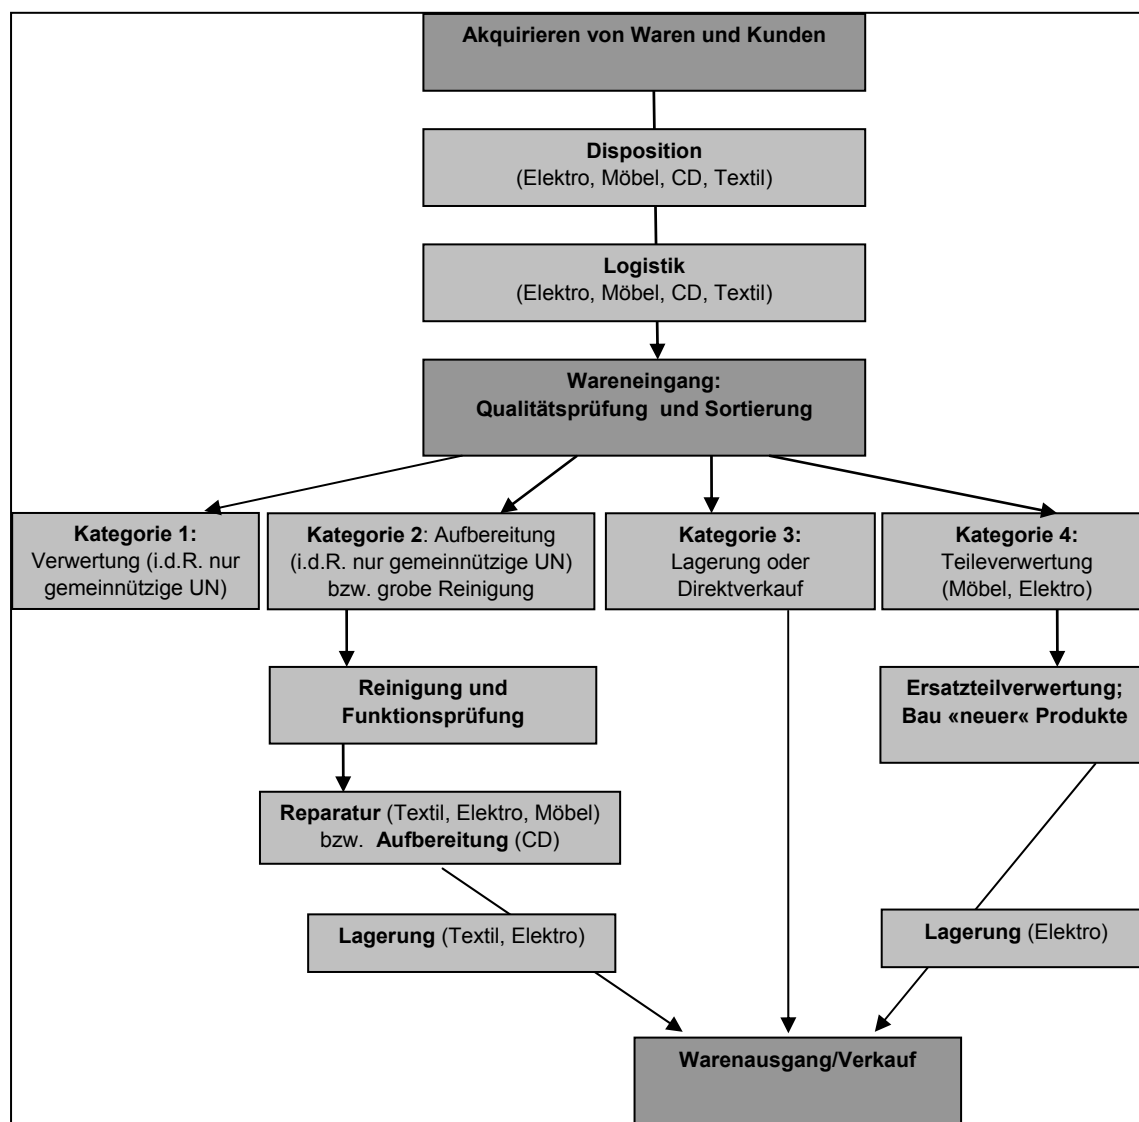 Akquirieren von Waren und Kunden
Disposition
(Elektro, Möbel, CD, Textil)
Logistik
(Elektro, Möbel, CD, Textil)
Wareneingang:
Qualitätsprüfung und Sortierung
Kategorie 1:
Verwertung (i.d.R. nur
gemeinnützige UN)
Kategorie 2: Aufbereitung
(i.d.R. nur gemeinnützige UN)
bzw. grobe Reinigung
Kategorie 3:
Lagerung oder
Direktverkauf
Kategorie 4:
Teileverwertung
(Möbel, Elektro)
Reinigung und
Funktionsprüfung
Ersatzteilverwertung;
Bau «neuer« Produkte
Reparatur (Textil, Elektro, Möbel)
bzw. Aufbereitung (CD)
Lagerung (Textil, Elektro)
Lagerung (Elektro)
Warenausgang/Verkauf